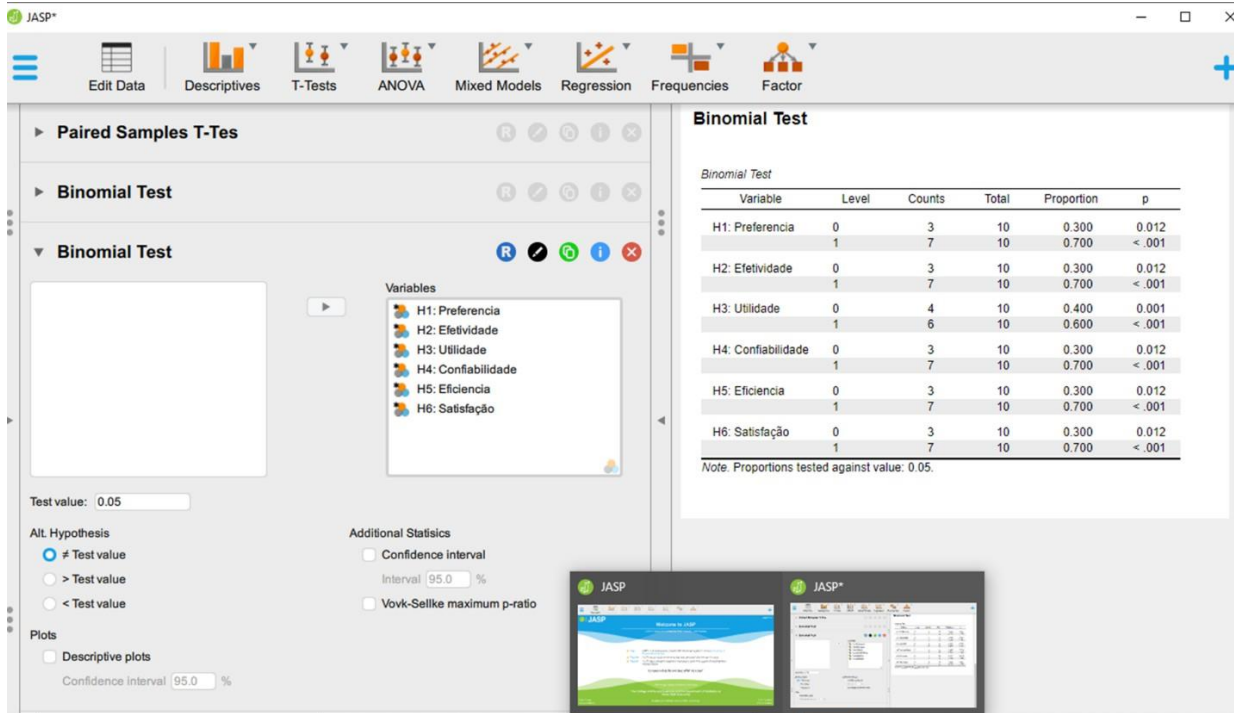 JASP*
Edit Data Descriptives T-Tests ANOVA Mixed Models Regression Frequencies Factor
Paired Samples T-Tes
Binomial Test
Binomial Test
Variables
H1: Preferencia
H2: Efetividade
H3: Utilidade
H4: Confiabilidade
H5: Eficiencia
H6: Satisfação
Test value: 0.05
Alt. Hypothesis
≠ Test value
> Test value
< Test value
Additional Statisics
Confidence interval
Interval 95.0 %
Vovk-Sellke maximum p-ratio
Plots
Descriptive plots
Confidence interval 95.0 %
Binomial Test
Binomial Test
Variable Level Counts Total Proportion p
H1: Preferencia 0 3 10 0.300 0.012
1 7 10 0.700 < .001
H2: Efetividade 0 3 10 0.300 0.012
1 7 10 0.700 < .001
H3: Utilidade 0 4 10 0.400 0.001
1 6 10 0.600 < .001
H4: Confiabilidade 0 3 10 0.300 0.012
1 7 10 0.700 < .001
H5: Eficiencia 0 3 10 0.300 0.012
1 7 10 0.700 < .001
H6: Satisfação 0 3 10 0.300 0.012
1 7 10 0.700 < .001
Note. Proportions tested against value: 0.05.
JASP
JASP*
JASP
Welcome to JASP